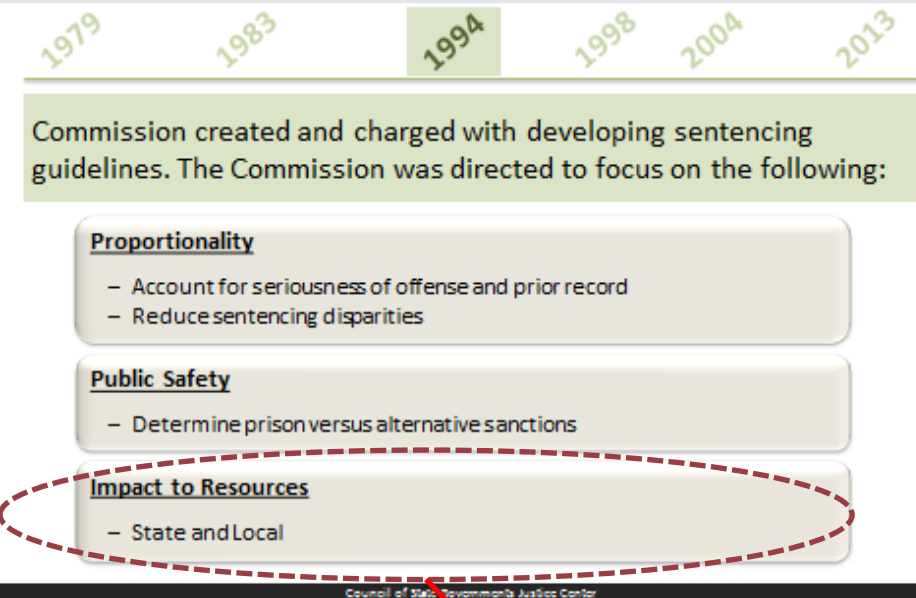 1979 1983 1994 1998 2004 2013
Commission created and charged with developing sentencing
guidelines. The Commission was directed to focus on the following:
Proportionality
– Account for seriousness of offense and prior record
– Reduce sentencing disparities
Public Safety
– Determine prison versus alternative sanctions
Impact to Resources
– State and Local
Council of State Governments Justice Center